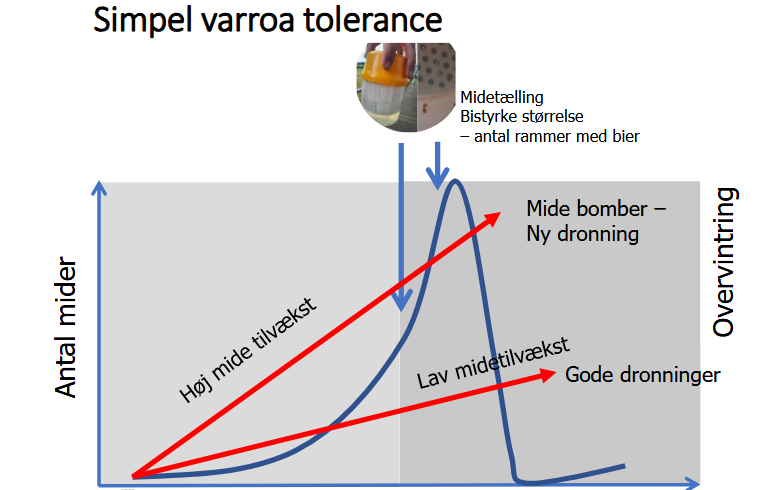 Simpel varroa tolerance
Midetælling
Bistyrke størrelse
– antal rammer med bier
Mide bomber –
Ny dronning
Høj mide tilvækst
Lav midetilvækst
Gode dronninger
Antal mider
Overvintring